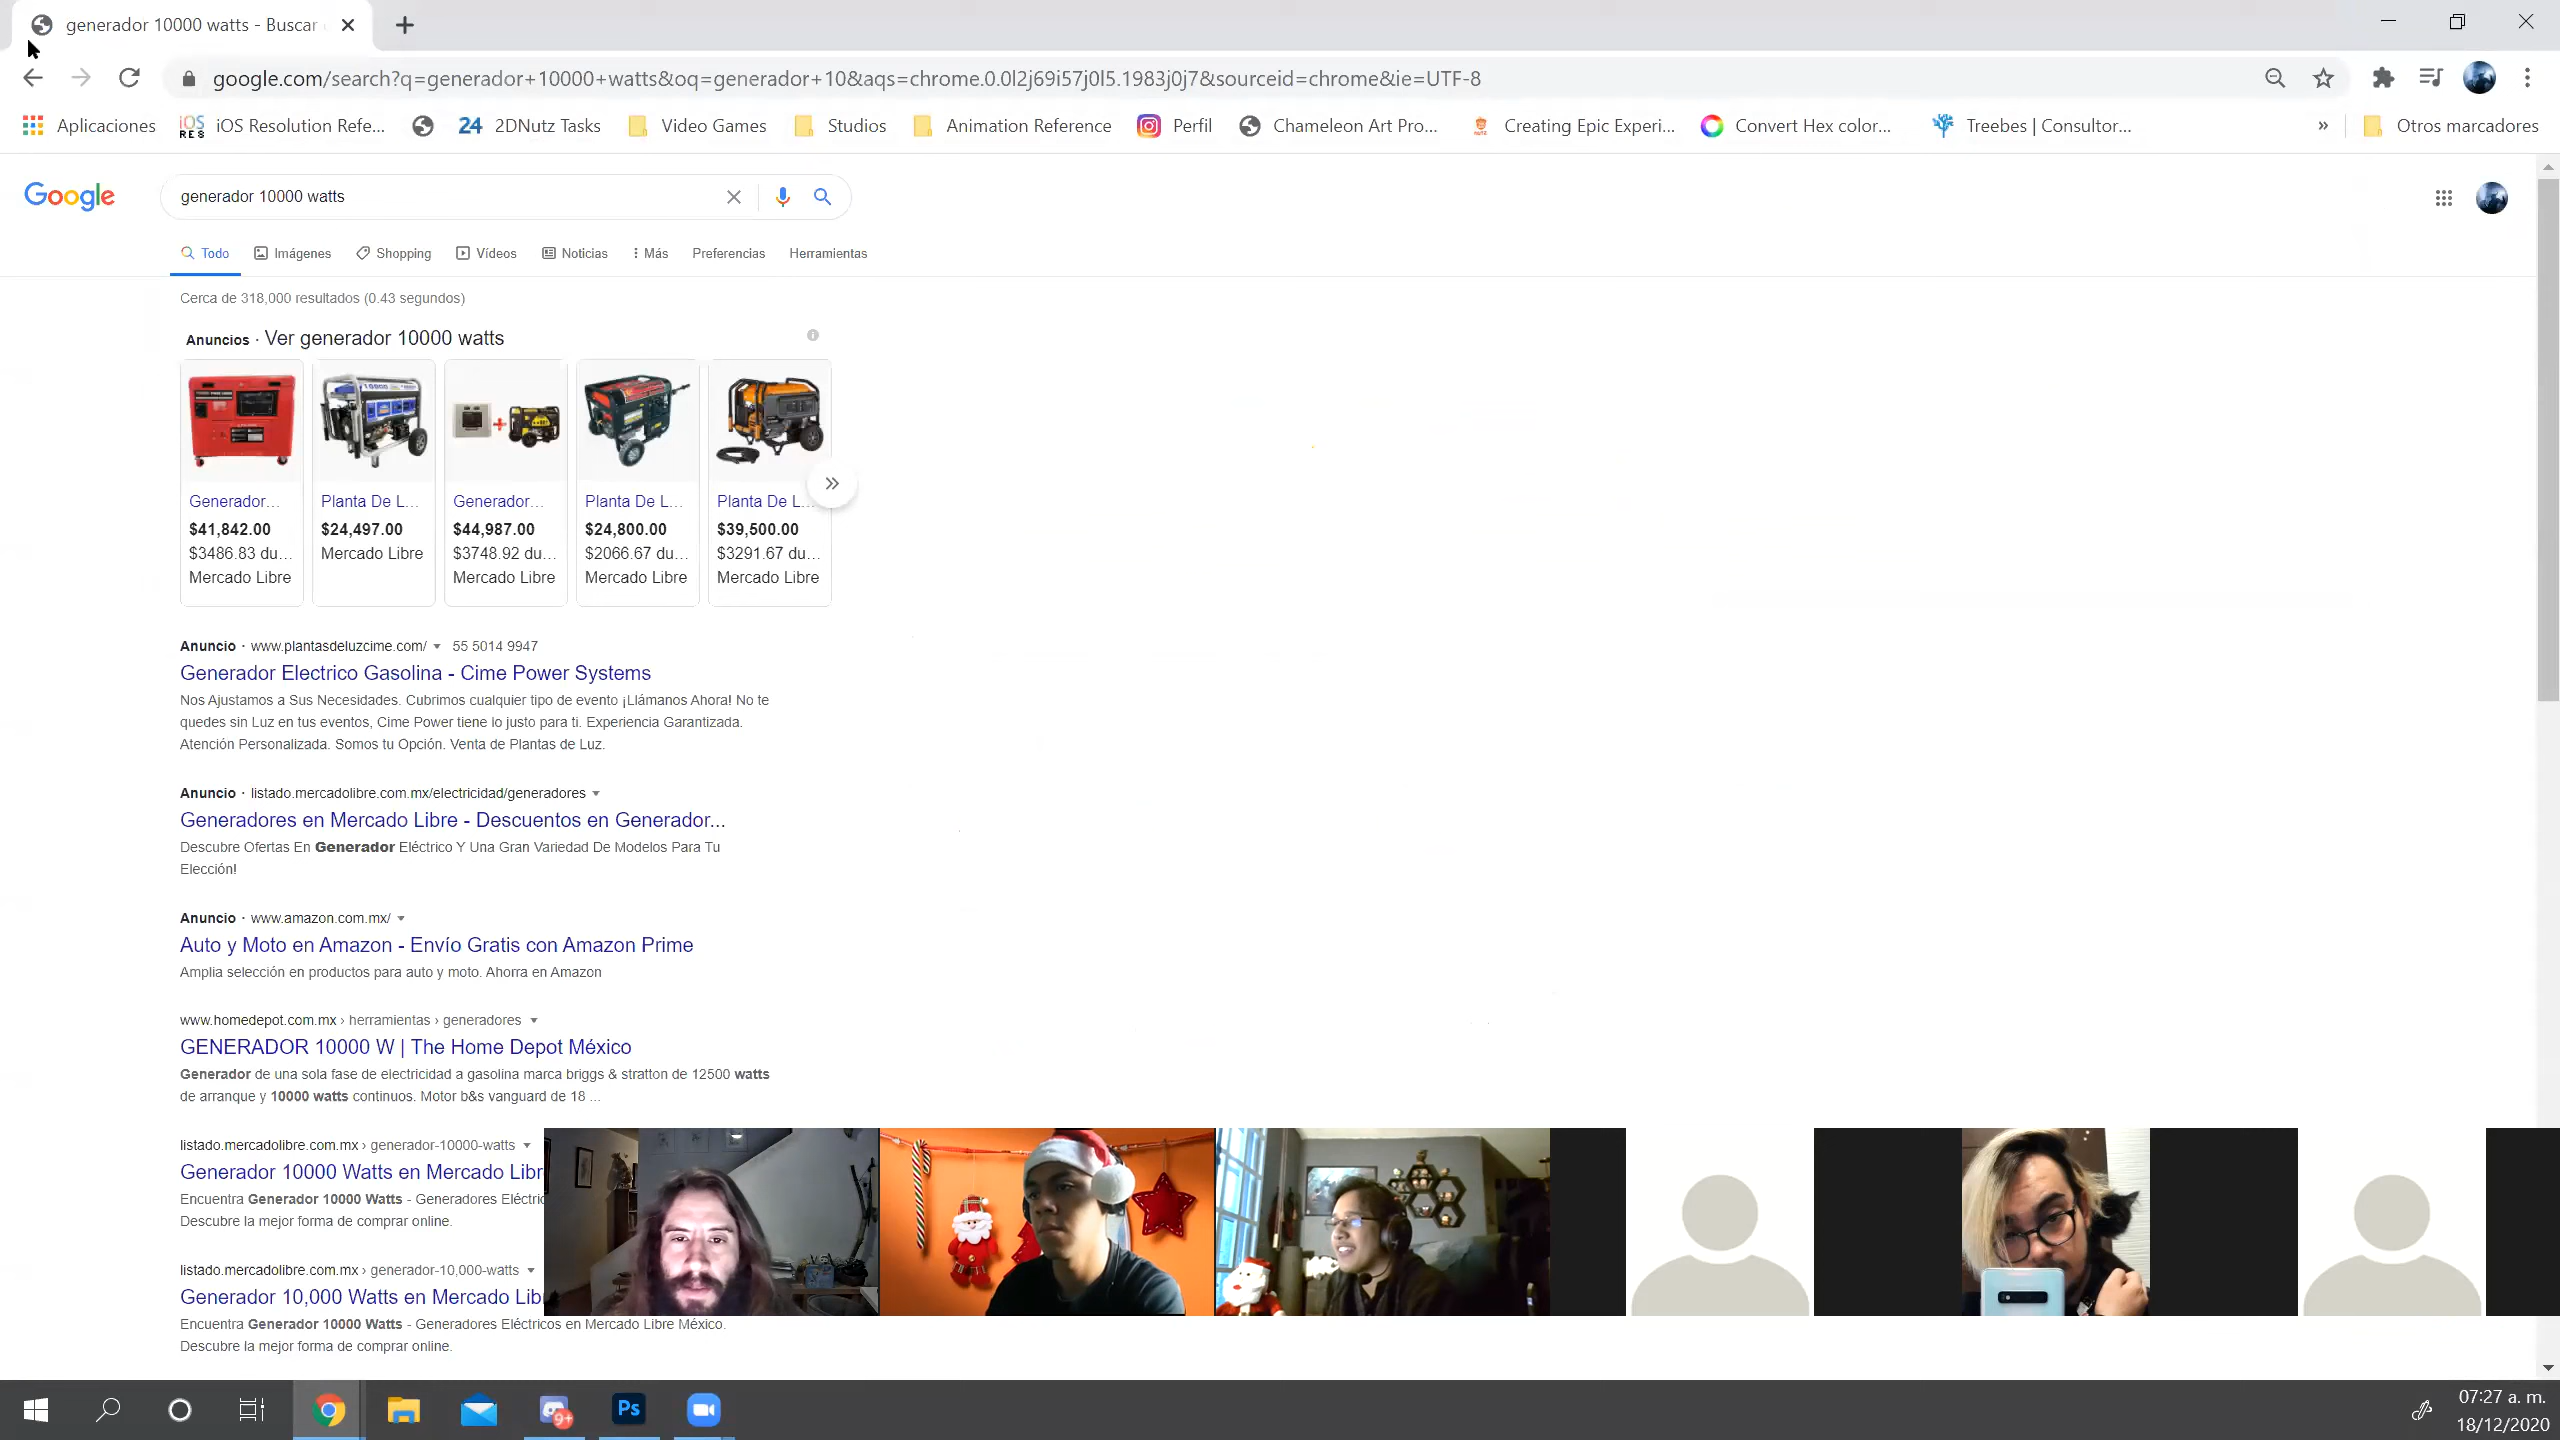 generador 10000 watts - Buscar
google.com/search?q=generador+10000+watts&oq=generador+10&aqs=chrome.0.0l2j69i57j0l5.1983j0j7&sourceid=chrome&ie=UTF-8
Aplicaciones iOS RES iOS Resolution Refe... 24 2DNutz Tasks Video Games Studios Animation Reference Perfil Chameleon Art Pro... Creating Epic Experi... Convert Hex color... Treebes | Consultor... » Otros marcadores
Google generador 10000 watts
Todo Imágenes Shopping Vídeos Noticias Más Preferencias Herramientas
Cerca de 318,000 resultados (0.43 segundos)
Anuncios · Ver generador 10000 watts
Generador... Planta De L... Generador... Planta De L... Planta De L...
$41,842.00 $24,497.00 $44,987.00 $24,800.00 $39,500.00
$3486.83 du... Mercado Libre $3748.92 du... $2066.67 du... $3291.67 du...
Mercado Libre Mercado Libre Mercado Libre Mercado Libre
Anuncio · www.plantasdeluzcime.com/ 55 5014 9947
Generador Electrico Gasolina - Cime Power Systems
Nos Ajustamos a Sus Necesidades. Cubrimos cualquier tipo de evento ¡Llámanos Ahora! No te
quedes sin Luz en tus eventos, Cime Power tiene lo justo para ti. Experiencia Garantizada.
Atención Personalizada. Somos tu Opción. Venta de Plantas de Luz.
Anuncio · listado.mercadolibre.com.mx/electricidad/generadores
Generadores en Mercado Libre - Descuentos en Generador...
Descubre Ofertas En Generador Eléctrico Y Una Gran Variedad De Modelos Para Tu
Elección!
Anuncio · www.amazon.com.mx/
Auto y Moto en Amazon - Envío Gratis con Amazon Prime
Amplia selección en productos para auto y moto. Ahorra en Amazon
www.homedepot.com.mx › herramientas › generadores
GENERADOR 10000 W | The Home Depot México
Generador de una sola fase de electricidad a gasolina marca briggs & stratton de 12500 watts
de arranque y 10000 watts continuos. Motor b&s vanguard de 18 ...
listado.mercadolibre.com.mx › generador-10000-watts
Generador 10000 Watts en Mercado Libr
Encuentra Generador 10000 Watts - Generadores Eléctric
Descubre la mejor forma de comprar online.
listado.mercadolibre.com.mx › generador-10,000-watts
Generador 10,000 Watts en Mercado Lib
Encuentra Generador 10000 Watts - Generadores Eléctricos en Mercado Libre México.
Descubre la mejor forma de comprar online.
9+ Ps 07:27 a. m.
18/12/2020